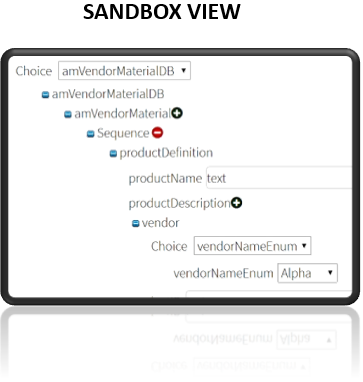 SANDBOX VIEW
Choice amVendorMaterialDB
amVendorMaterialDB
amVendorMaterial
Sequence
productDefinition
productName text
productDescription
vendor
Choice vendorNameEnum
vendorNameEnum Alpha